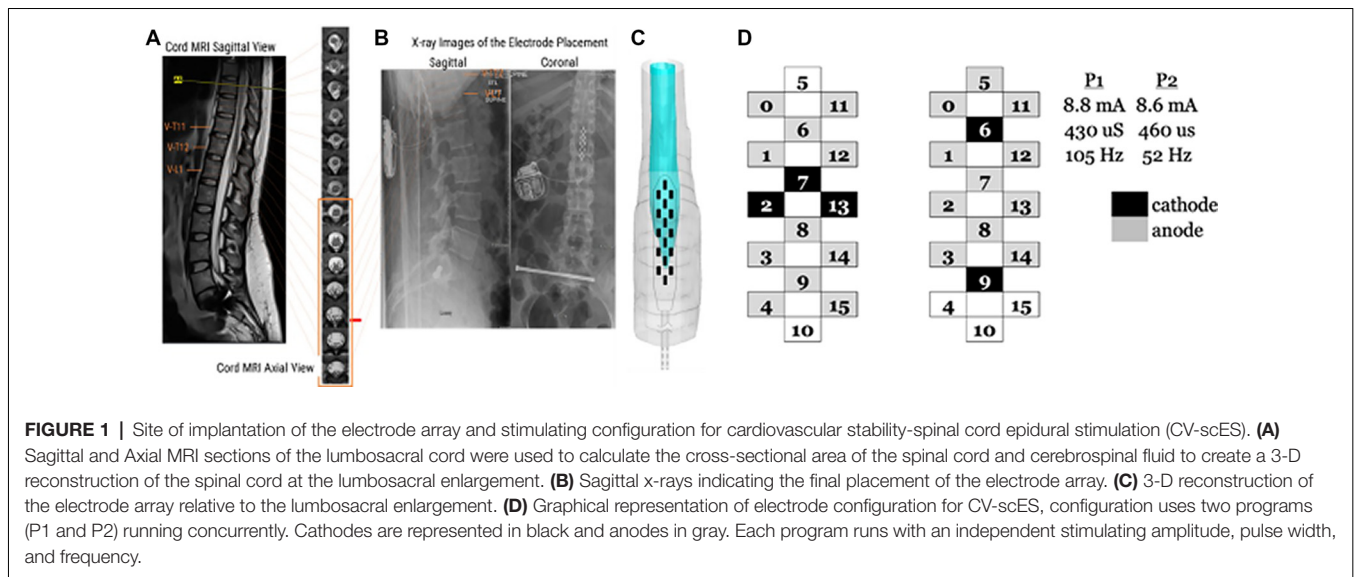 A
Cord MRI Sagittal View
V-T11
V-T12
V-L1
Cord MRI Axial View
B
X-ray Images of the Electrode Placement
Sagittal
Coronal
C
D
5
0 11
6
1 12
7
2 13
8
3 14
9
4 15
10
5
0 11
6
1 12
7
2 13
8
3 14
9
4 15
10
P1 P2
8.8 mA 8.6 mA
430 uS 460 us
105 Hz 52 Hz
cathode
anode
FIGURE 1 | Site of implantation of the electrode array and stimulating configuration for cardiovascular stability-spinal cord epidural stimulation (CV-scES). (A)
Sagittal and Axial MRI sections of the lumbosacral cord were used to calculate the cross-sectional area of the spinal cord and cerebrospinal fluid to create a 3-D
reconstruction of the spinal cord at the lumbosacral enlargement. (B) Sagittal x-rays indicating the final placement of the electrode array. (C) 3-D reconstruction of
the electrode array relative to the lumbosacral enlargement. (D) Graphical representation of electrode configuration for CV-scES, configuration uses two programs
(P1 and P2) running concurrently. Cathodes are represented in black and anodes in gray. Each program runs with an independent stimulating amplitude, pulse width,
and frequency.